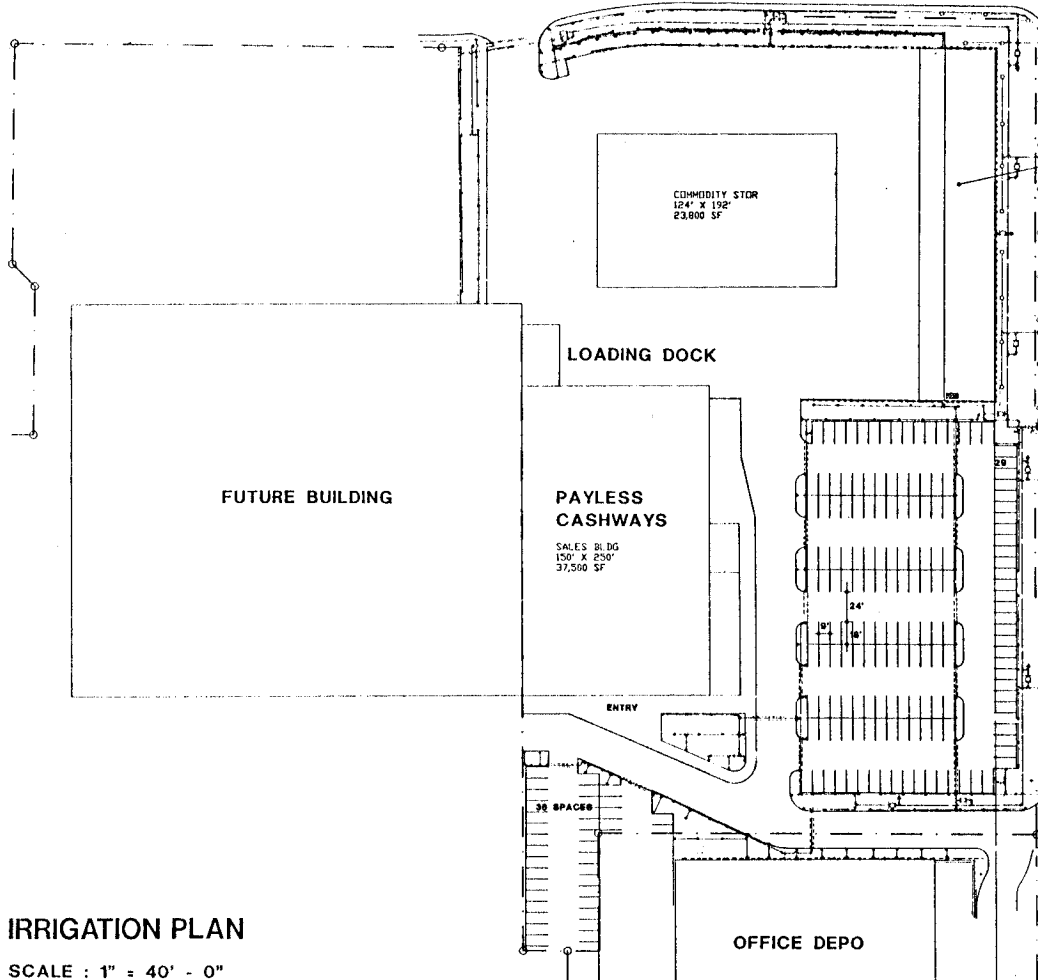 COMMODITY STOR
124' X 192'
23,800 SF
LOADING DOCK
FUTURE BUILDING
PAYLESS
CASHWAYS
SALES BLDG
150' X 250'
37,500 SF
29
24'
9'
18'
ENTRY
36 SPACES
OFFICE DEPO
IRRIGATION PLAN
SCALE : 1" = 40' - 0"